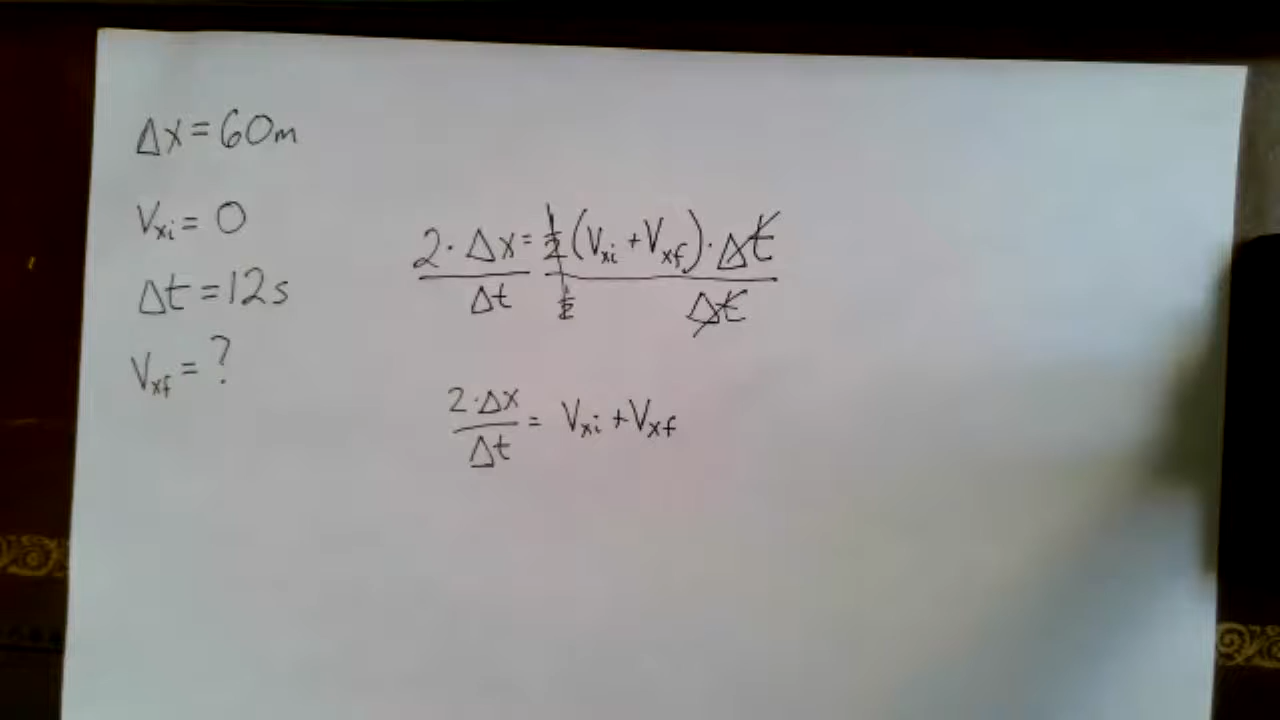 Δx = 60m
Vxi = 0
Δt = 12s
Vxf = ?
2 · Δx = 1/2 (Vxi + Vxf) · Δt
Δt 1/2 Δt
2 · Δx
Δt
= Vxi + Vxf